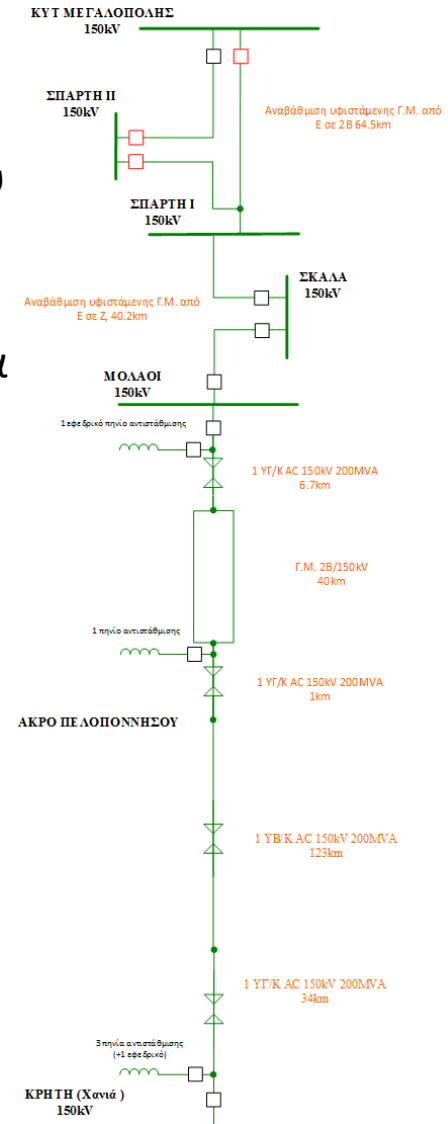 ΚΥΤ ΜΕΓΑΛΟΠΟΛΗΣ
150kV
ΣΠΑΡΤΗ ΙΙ
150kV
Αναβάθμιση υφιστάμενης Γ.Μ. από
Ε σε 2Β 64.5km
ΣΠΑΡΤΗ Ι
150kV
ΣΚΑΛΑ
150kV
Αναβάθμιση υφιστάμενης Γ.Μ. από
Ε σε Ζ, 40.2km
ΜΟΛΑΟΙ
150kV
1 εφεδρικό πηνίο αντιστάθμισης
1 ΥΓ/Κ AC 150kV 200MVA
6.7km
Γ.Μ. 2Β/150kV
40km
1 πηνίο αντιστάθμισης
1 ΥΓ/Κ AC 150kV 200MVA
1km
ΑΚΡΟ ΠΕΛΟΠΟΝΝΗΣΟΥ
1 ΥΒ/Κ AC 150kV 200MVA
123km
1 ΥΓ/Κ AC 150kV 200MVA
34km
3 πηνία αντιστάθμισης
(+1 εφεδρικό)
ΚΡΗΤΗ (Χανιά )
150kV